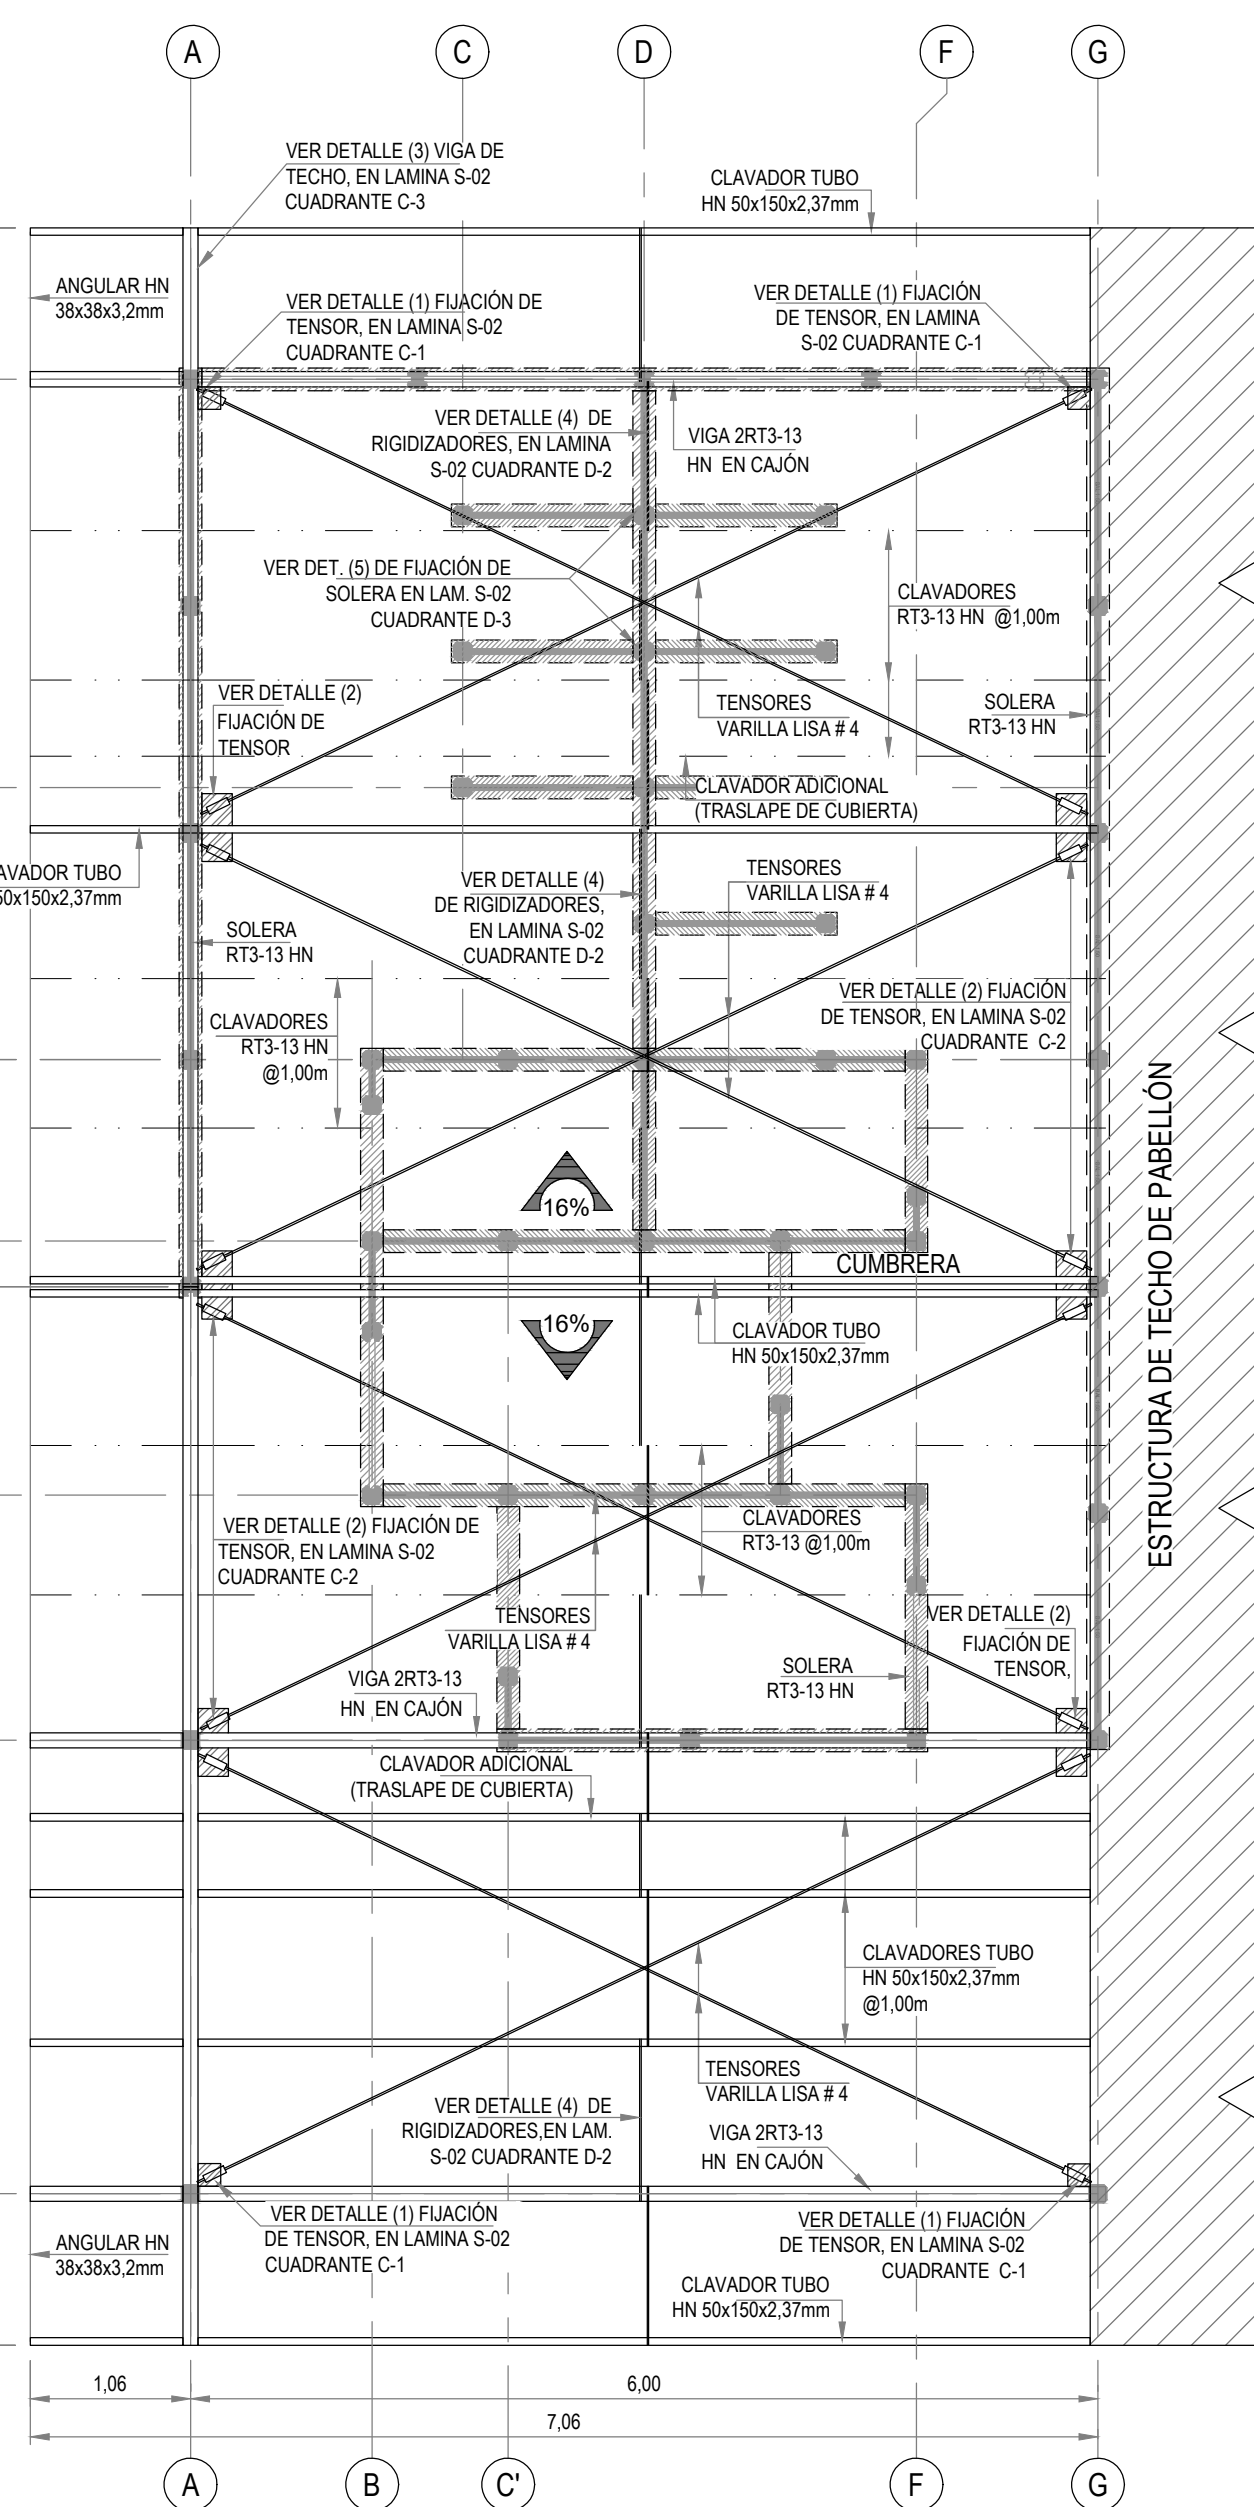 A
C
D
F
G
VER DETALLE (3) VIGA DE
TECHO, EN LAMINA S-02
CUADRANTE C-3
CLAVADOR TUBO
HN 50x150x2,37mm
ANGULAR HN
38x38x3,2mm
VER DETALLE (1) FIJACIÓN DE
TENSOR, EN LAMINA S-02
CUADRANTE C-1
VER DETALLE (1) FIJACIÓN
DE TENSOR, EN LAMINA
S-02 CUADRANTE C-1
VER DETALLE (4) DE
RIGIDIZADORES, EN LAMINA
S-02 CUADRANTE D-2
VIGA 2RT3-13
HN EN CAJÓN
VER DET. (5) DE FIJACIÓN DE
SOLERA EN LAM. S-02
CUADRANTE D-3
CLAVADORES
RT3-13 HN @1,00m
VER DETALLE (2)
FIJACIÓN DE
TENSOR
TENSORES
VARILLA LISA # 4
SOLERA
RT3-13 HN
CLAVADOR ADICIONAL
(TRASLAPE DE CUBIERTA)
AVADOR TUBO
50x150x2,37mm
VER DETALLE (4)
DE RIGIDIZADORES,
EN LAMINA S-02
CUADRANTE D-2
TENSORES
VARILLA LISA # 4
SOLERA
RT3-13 HN
CLAVADORES
RT3-13 HN
@1,00m
VER DETALLE (2) FIJACIÓN
DE TENSOR, EN LAMINA S-02
CUADRANTE C-2
ESTRUCTURA DE TECHO DE PABELLÓN
16%
CUMBRERA
16%
CLAVADOR TUBO
HN 50x150x2,37mm
VER DETALLE (2) FIJACIÓN DE
TENSOR, EN LAMINA S-02
CUADRANTE C-2
CLAVADORES
RT3-13 @1,00m
TENSORES
VARILLA LISA # 4
VER DETALLE (2)
FIJACIÓN DE
TENSOR,
SOLERA
RT3-13 HN
VIGA 2RT3-13
HN EN CAJÓN
CLAVADOR ADICIONAL
(TRASLAPE DE CUBIERTA)
CLAVADORES TUBO
HN 50x150x2,37mm
@1,00m
TENSORES
VARILLA LISA # 4
VER DETALLE (4) DE
RIGIDIZADORES,EN LAM.
S-02 CUADRANTE D-2
VIGA 2RT3-13
HN EN CAJÓN
VER DETALLE (1) FIJACIÓN
DE TENSOR, EN LAMINA S-02
CUADRANTE C-1
VER DETALLE (1) FIJACIÓN
DE TENSOR, EN LAMINA S-02
CUADRANTE C-1
ANGULAR HN
38x38x3,2mm
CLAVADOR TUBO
HN 50x150x2,37mm
1,06
6,00
7,06
A
B
C'
F
G